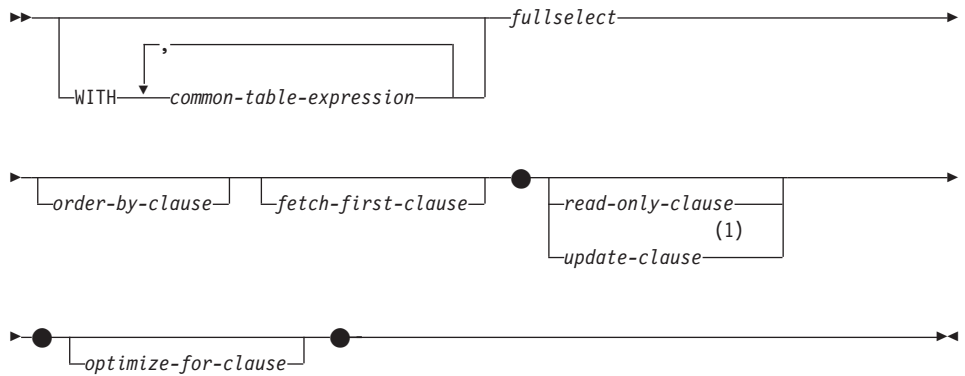 fullselect
,
WITH common-table-expression
order-by-clause fetch-first-clause read-only-clause
(1)
update-clause
optimize-for-clause